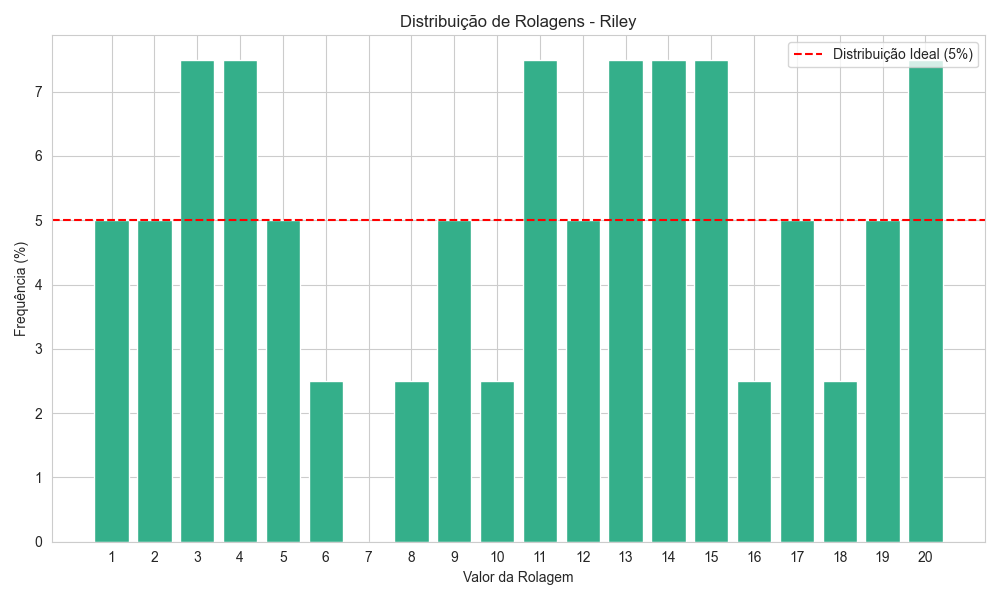 Distribuição de Rolagens - Riley
Distribuição Ideal (5%)
Frequência (%)
7
6
5
4
3
2
1
0
1 2 3 4 5 6 7 8 9 10 11 12 13 14 15 16 17 18 19 20
Valor da Rolagem